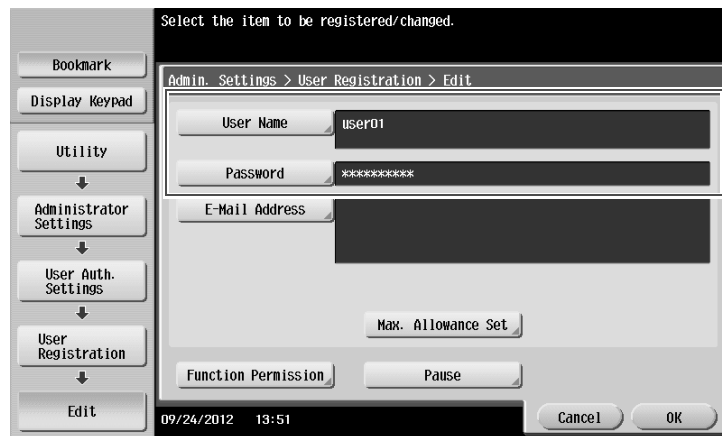 Select the item to be registered/changed.
Bookmark
Display Keypad
Utility
Administrator
Settings
User Auth.
Settings
User
Registration
Edit
Admin. Settings > User Registration > Edit
User Name
user01
Password
**********
E-Mail Address
Max. Allowance Set
Function Permission
Pause
09/24/2012 13:51
Cancel
OK